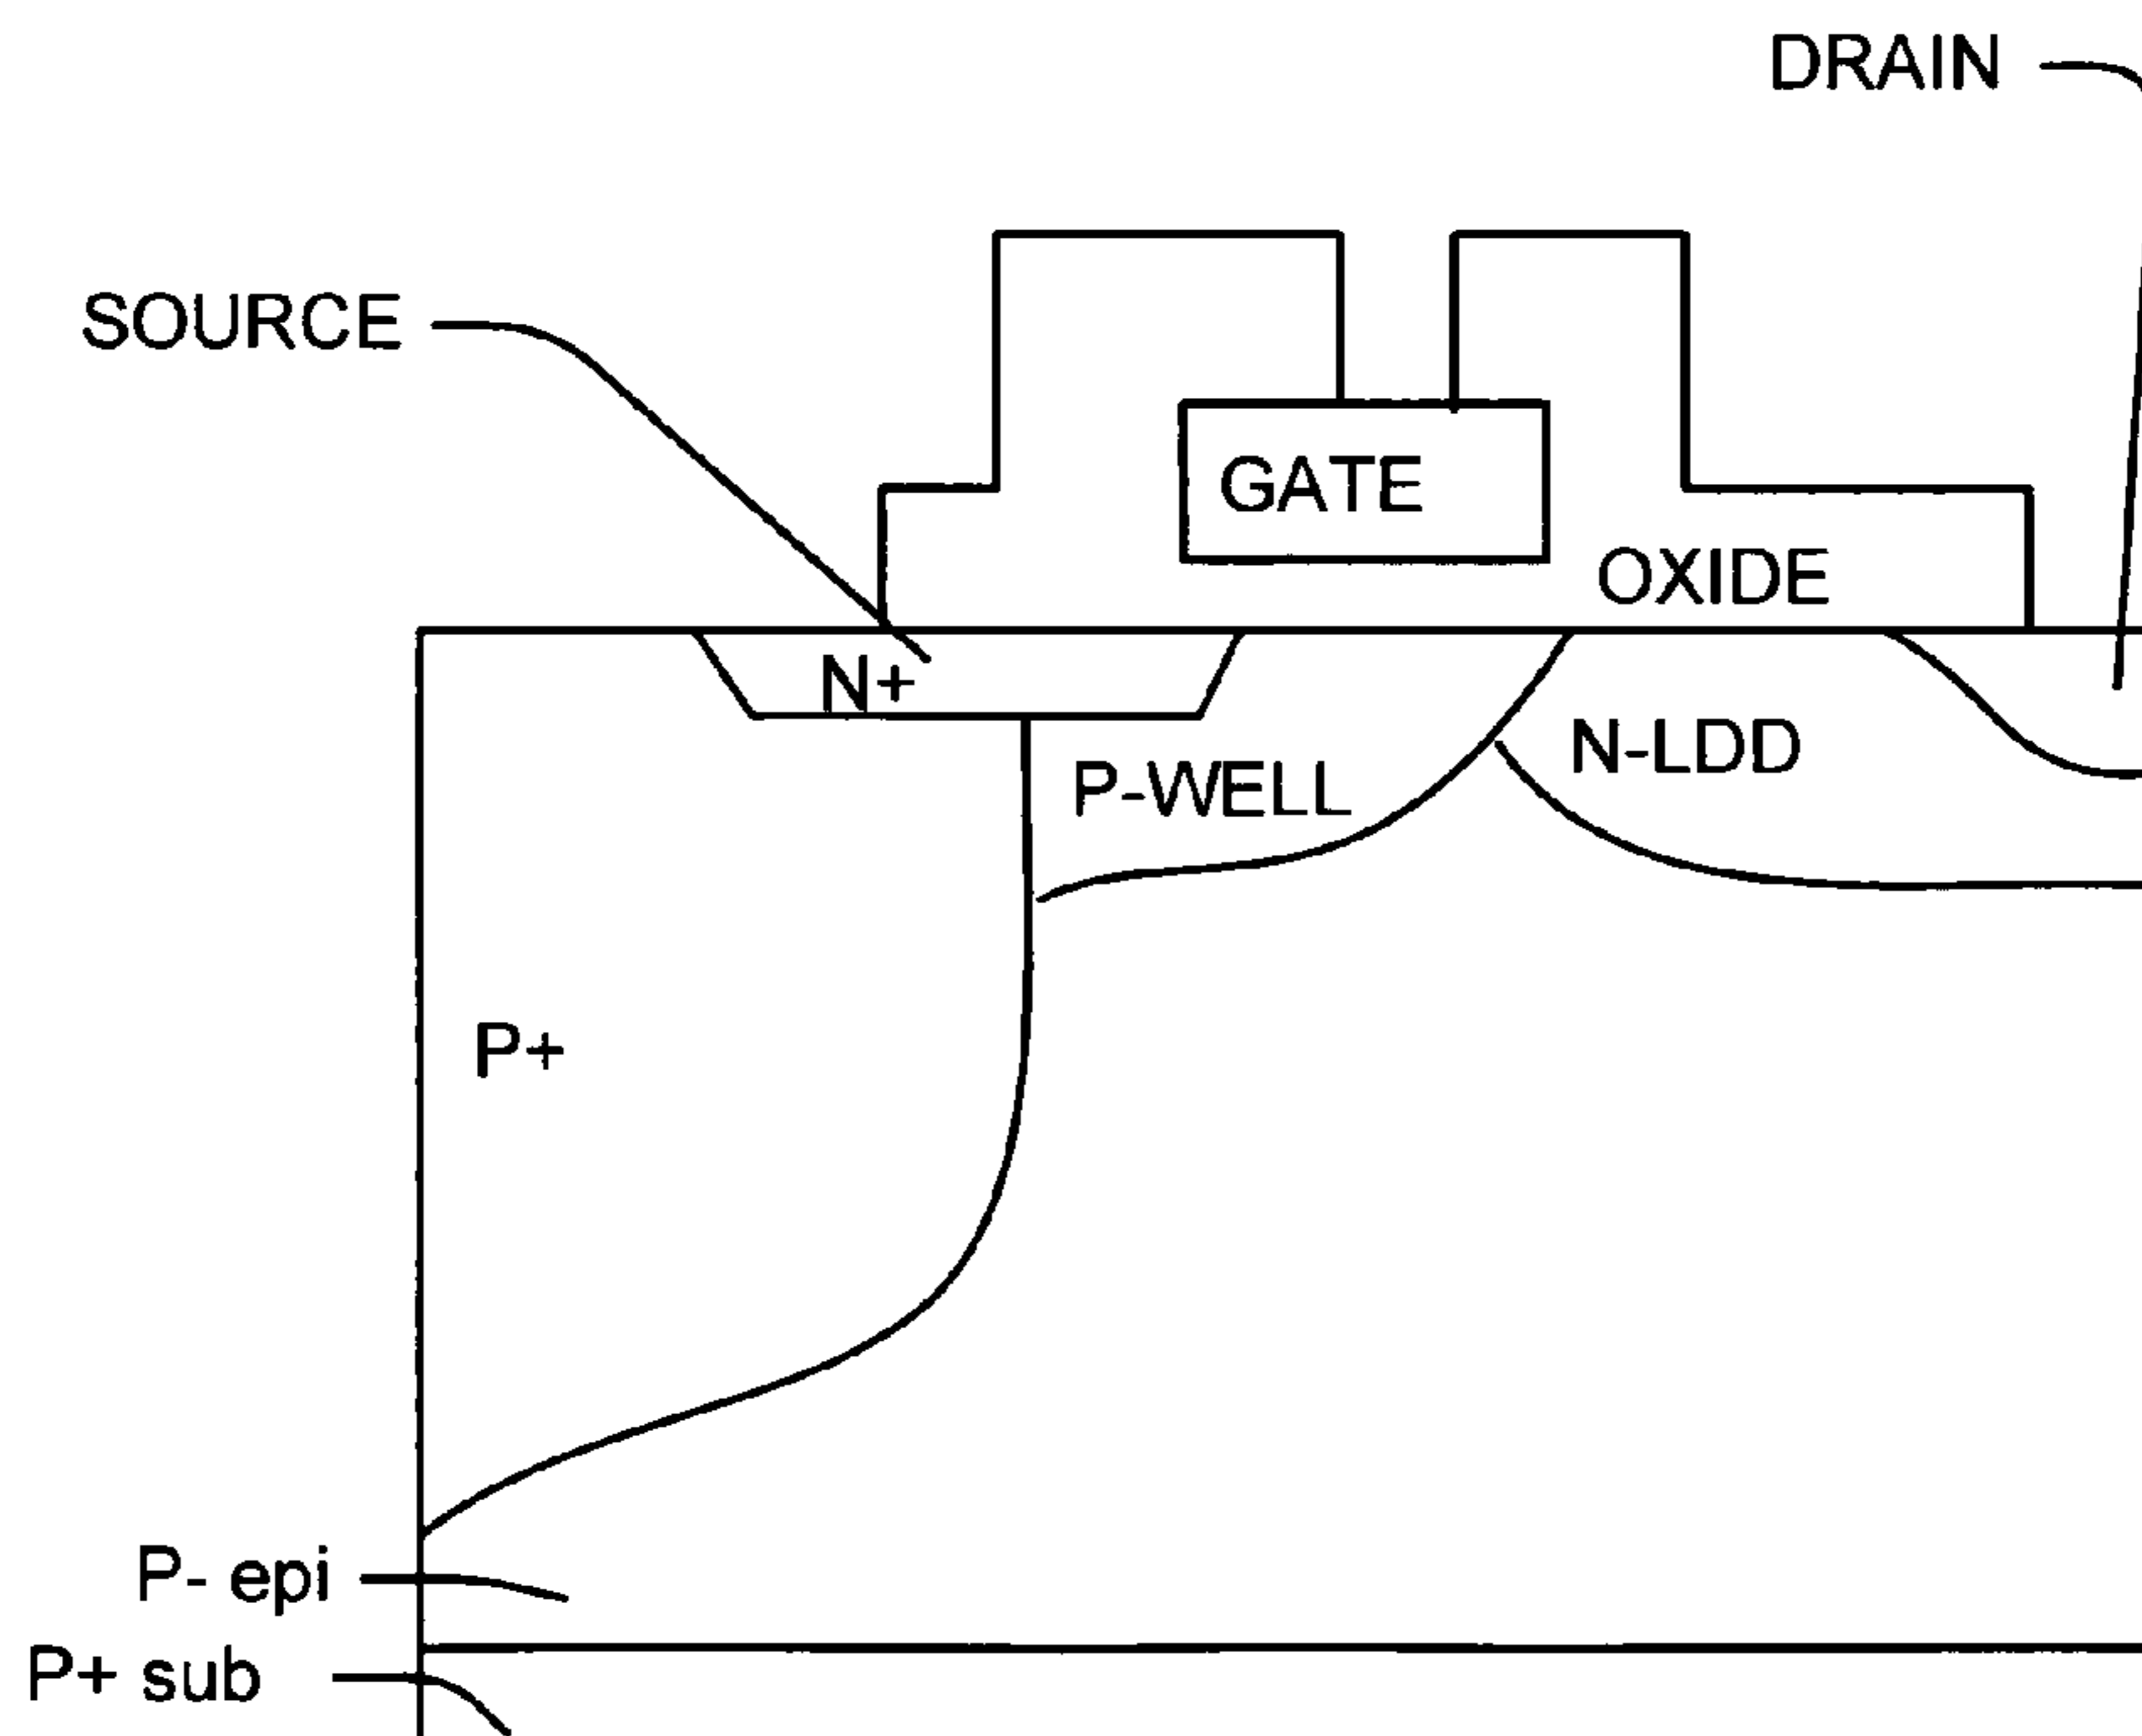 DRAIN
SOURCE
GATE
OXIDE
N+
N-LDD
P-WELL
P+
P- epi
P+ sub